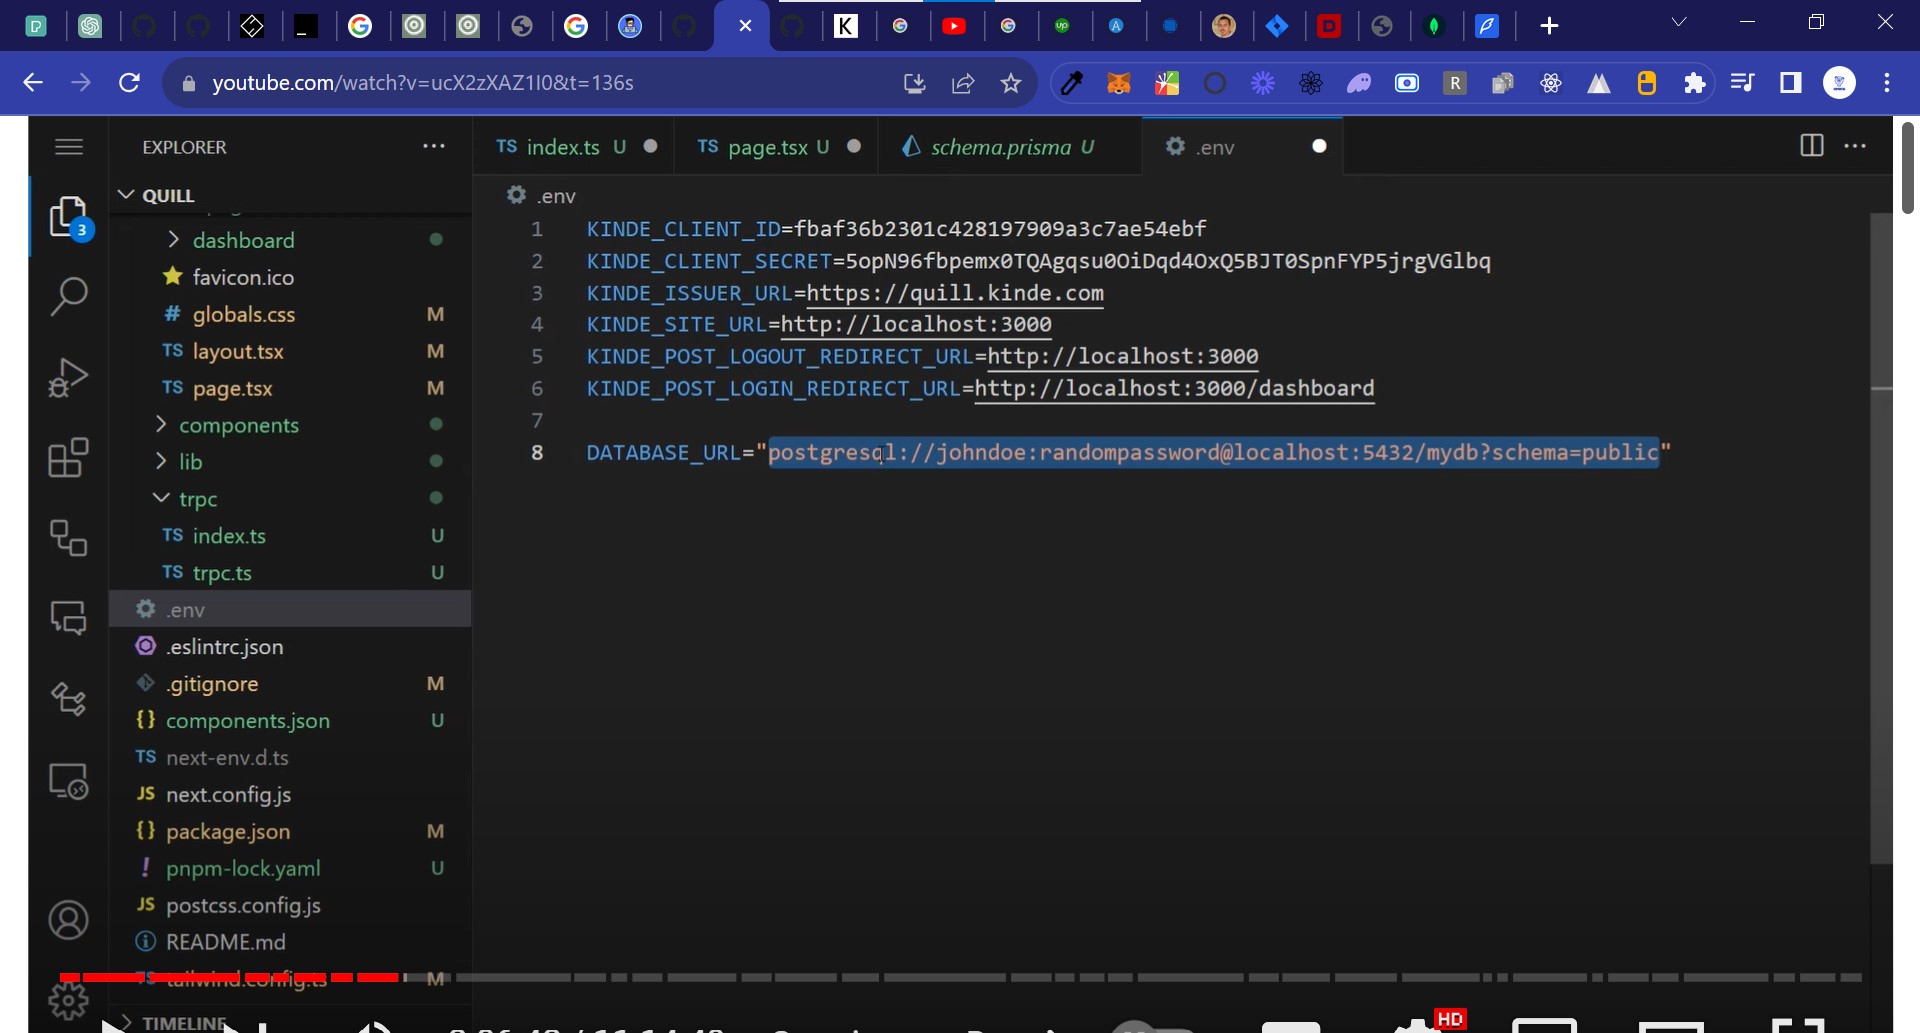 youtube.com/watch?v=ucX2zXAZ1I0&t=136s
EXPLORER
TS index.ts U
TS page.tsx U
schema.prisma U
.env
QUILL
3
dashboard
favicon.ico
# globals.css M
TS layout.tsx M
TS page.tsx M
components
lib
trpc
TS index.ts U
TS trpc.ts U
.env
.eslintrc.json
.gitignore M
{} components.json U
TS next-env.d.ts
JS next.config.js
{} package.json M
! pnpm-lock.yaml U
JS postcss.config.js
README.md
TS tailwind.config.ts M
TIMELINE
.env
1 KINDE_CLIENT_ID=fbaf36b2301c428197909a3c7ae54ebf
2 KINDE_CLIENT_SECRET=5opN96fbpemx0TQAgqsu0OiDqd4OxQ5BJT0SpnFYP5jrgVGlbq
3 KINDE_ISSUER_URL=https://quill.kinde.com
4 KINDE_SITE_URL=http://localhost:3000
5 KINDE_POST_LOGOUT_REDIRECT_URL=http://localhost:3000
6 KINDE_POST_LOGIN_REDIRECT_URL=http://localhost:3000/dashboard
7
8 DATABASE_URL="postgresql://johndoe:randompassword@localhost:5432/mydb?schema=public"
HD